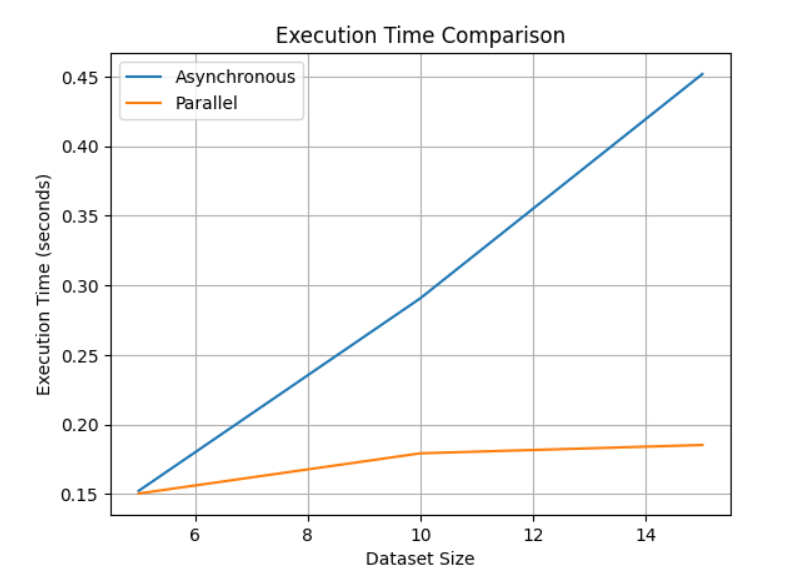 Execution Time Comparison
Asynchronous
Parallel
Execution Time (seconds)
0.45
0.40
0.35
0.30
0.25
0.20
0.15
6 8 10 12 14
Dataset Size